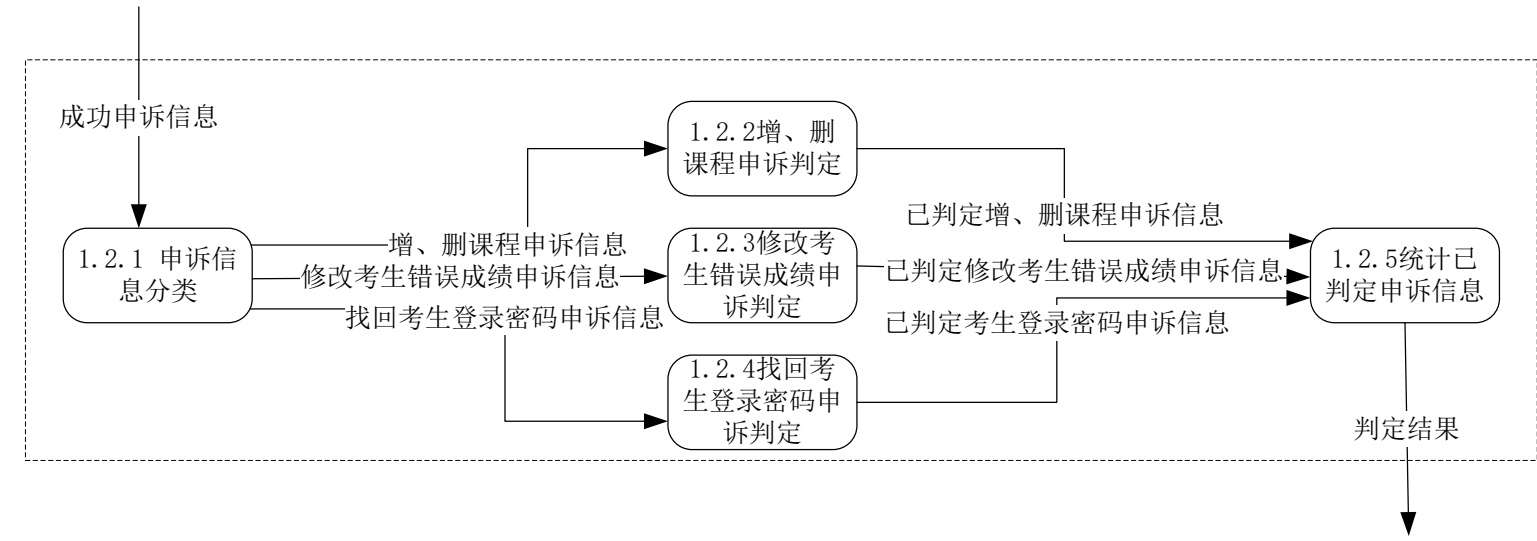 成功申诉信息
1.2.1 申诉信
息分类
增、删课程申诉信息
修改考生错误成绩申诉信息
找回考生登录密码申诉信息
1.2.2增、删
课程申诉判定
1.2.3修改考
生错误成绩申
诉判定
1.2.4找回考
生登录密码申
诉判定
已判定增、删课程申诉信息
已判定修改考生错误成绩申诉信息
已判定考生登录密码申诉信息
1.2.5统计已
判定申诉信息
判定结果